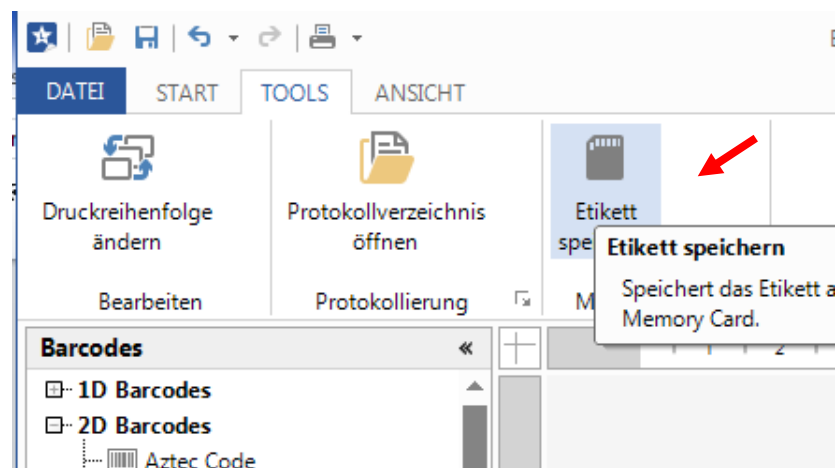 DATEI START TOOLS ANSICHT
Druckreihenfolge
ändern
Protokollverzeichnis
öffnen
Etikett
Bearbeiten
Protokollierung
Etikett speichern
Speichert das Etikett
Memory Card.
Barcodes
1D Barcodes
2D Barcodes
Aztec Code
2